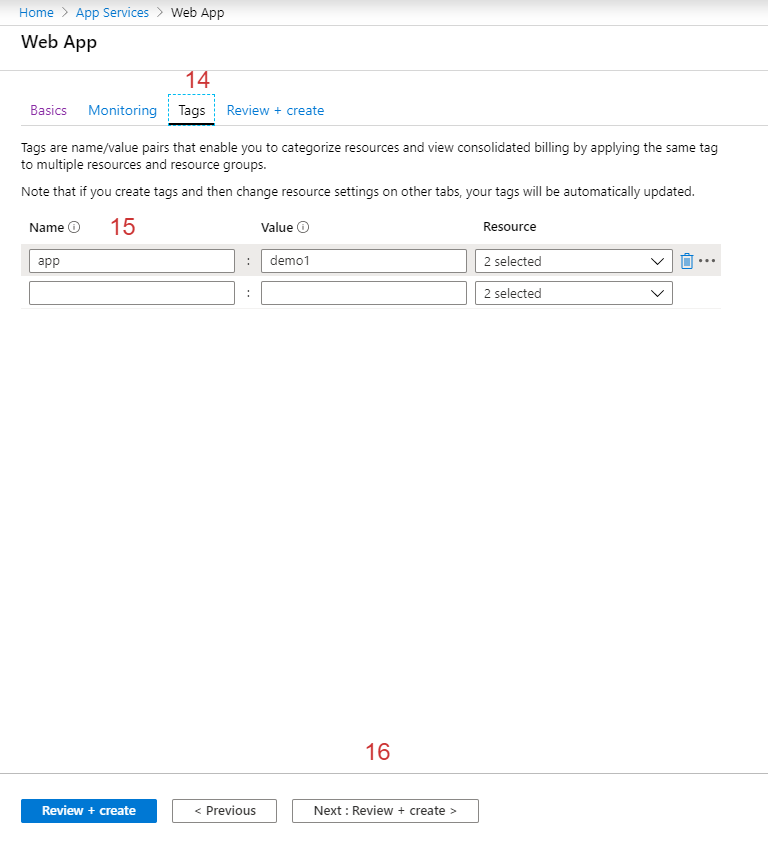 Home > App Services > Web App
Web App
14
Basics Monitoring Tags Review + create
Tags are name/value pairs that enable you to categorize resources and view consolidated billing by applying the same tag
to multiple resources and resource groups.
Note that if you create tags and then change resource settings on other tabs, your tags will be automatically updated.
Name 15 Value Resource
app : demo1 2 selected
: 2 selected
16
Review + create < Previous Next : Review + create >